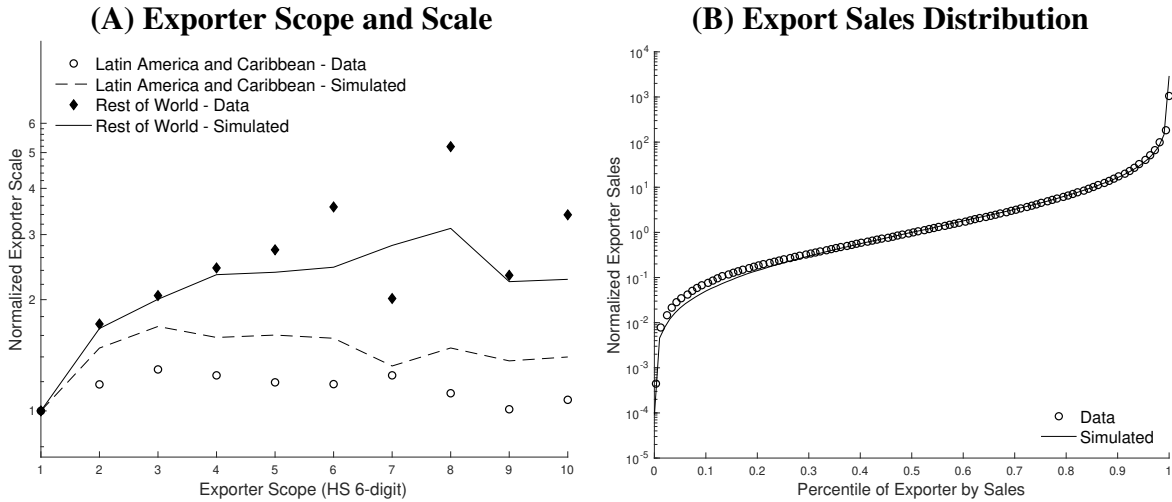 (A) Exporter Scope and Scale
Latin America and Caribbean - Data
Latin America and Caribbean - Simulated
Rest of World - Data
Rest of World - Simulated
Normalized Exporter Scale
6
5
4
3
2
1
1 2 3 4 5 6 7 8 9 10
Exporter Scope (HS 6-digit)
(B) Export Sales Distribution
Normalized Exporter Sales
10^4
10^3
10^2
10^1
10^0
10^-1
10^-2
10^-3
10^-4
10^-5
Data
Simulated
0 0.1 0.2 0.3 0.4 0.5 0.6 0.7 0.8 0.9 1
Percentile of Exporter by Sales